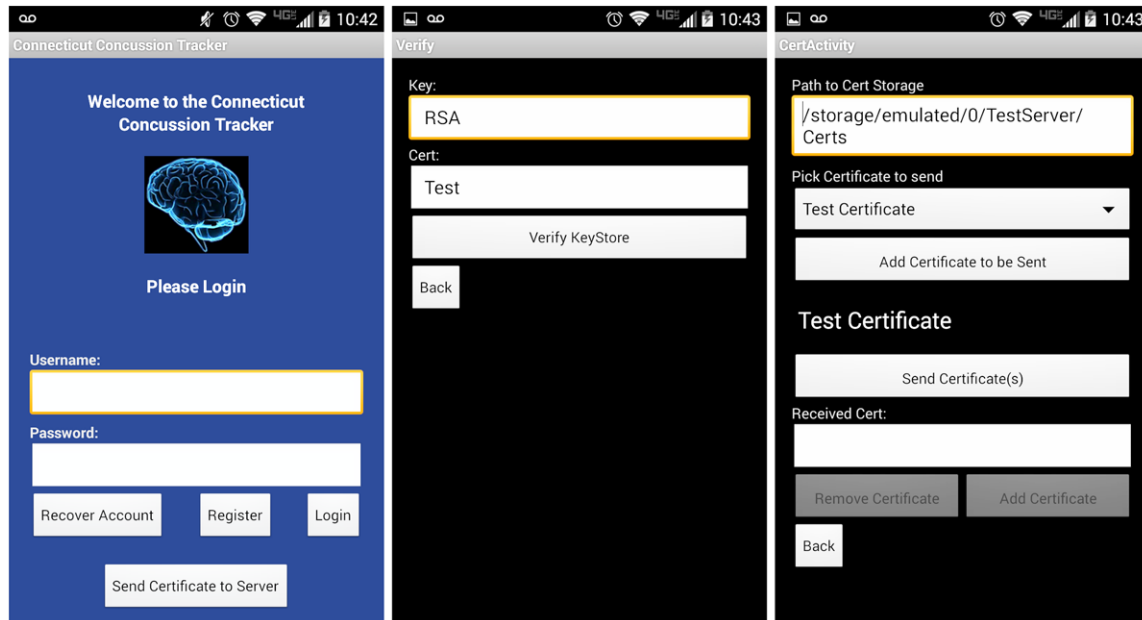 10:42
Connecticut Concussion Tracker
Welcome to the Connecticut
Concussion Tracker
Please Login
Username:
Password:
Recover Account
Register
Login
Send Certificate to Server
4G
10:43
Verify
Key:
RSA
Cert:
Test
Verify KeyStore
Back
4G
10:43
CertActivity
Path to Cert Storage
/storage/emulated/0/TestServer/
Certs
Pick Certificate to send
Test Certificate
Add Certificate to be Sent
Test Certificate
Send Certificate(s)
Received Cert:
Remove Certificate
Add Certificate
Back